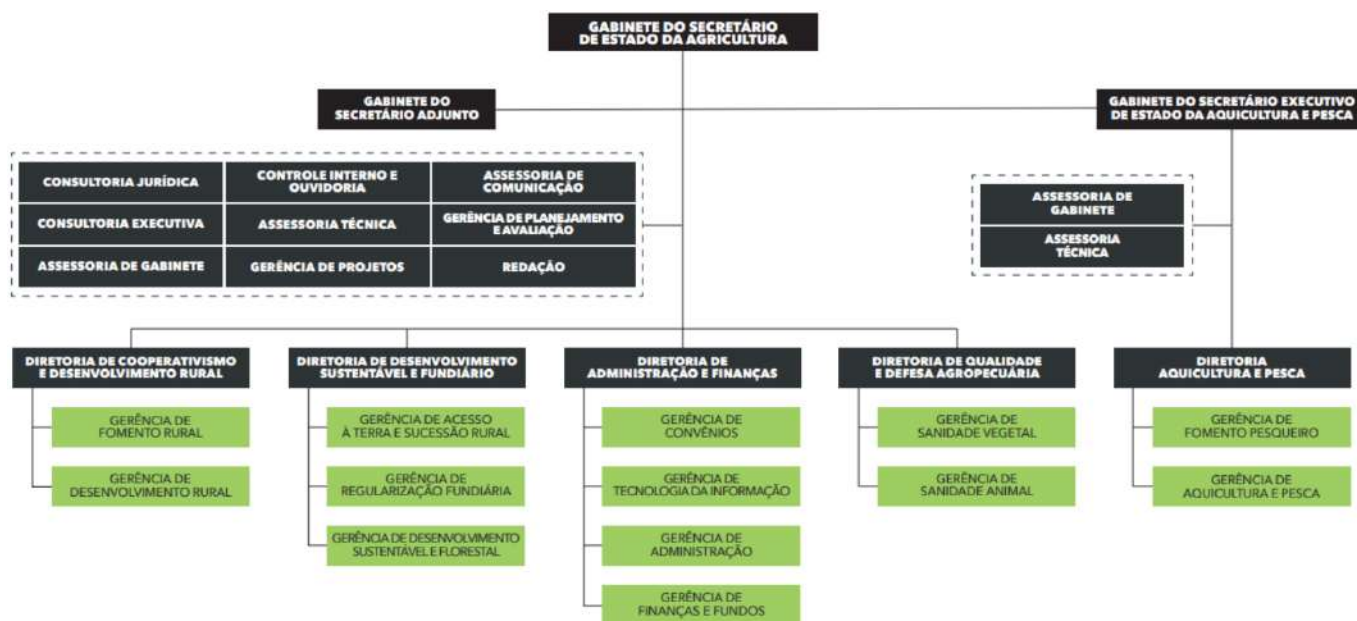 GABINETE DO SECRETÁRIO
DE ESTADO DA AGRICULTURA
GABINETE DO
SECRETÁRIO ADJUNTO
GABINETE DO SECRETÁRIO EXECUTIVO
DE ESTADO DA AQUICULTURA E PESCA
CONSULTORIA JURÍDICA
CONTROLE INTERNO E
OUVIDORIA
ASSESSORIA DE
COMUNICAÇÃO
CONSULTORIA EXECUTIVA
ASSESSORIA TÉCNICA
GERÊNCIA DE PLANEJAMENTO
E AVALIAÇÃO
ASSESSORIA DE GABINETE
GERÊNCIA DE PROJETOS
REDAÇÃO
ASSESSORIA DE
GABINETE
ASSESSORIA
TÉCNICA
DIRETORIA DE COOPERATIVISMO
E DESENVOLVIMENTO RURAL
GERÊNCIA DE
FOMENTO RURAL
GERÊNCIA DE
DESENVOLVIMENTO RURAL
DIRETORIA DE DESENVOLVIMENTO
SUSTENTÁVEL E FUNDIÁRIO
GERÊNCIA DE ACESSO
À TERRA E SUCESSÃO RURAL
GERÊNCIA DE
REGULARIZAÇÃO FUNDIÁRIA
GERÊNCIA DE DESENVOLVIMENTO
SUSTENTÁVEL E FLORESTAL
DIRETORIA DE
ADMINISTRAÇÃO E FINANÇAS
GERÊNCIA DE
CONVÊNIOS
GERÊNCIA DE
TECNOLOGIA DA INFORMAÇÃO
GERÊNCIA DE
ADMINISTRAÇÃO
GERÊNCIA DE
FINANÇAS E FUNDOS
DIRETORIA DE QUALIDADE
E DEFESA AGROPECUÁRIA
GERÊNCIA DE
SANIDADE VEGETAL
GERÊNCIA DE
SANIDADE ANIMAL
DIRETORIA
AQUICULTURA E PESCA
GERÊNCIA DE
FOMENTO PESQUEIRO
GERÊNCIA DE
AQUICULTURA E PESCA